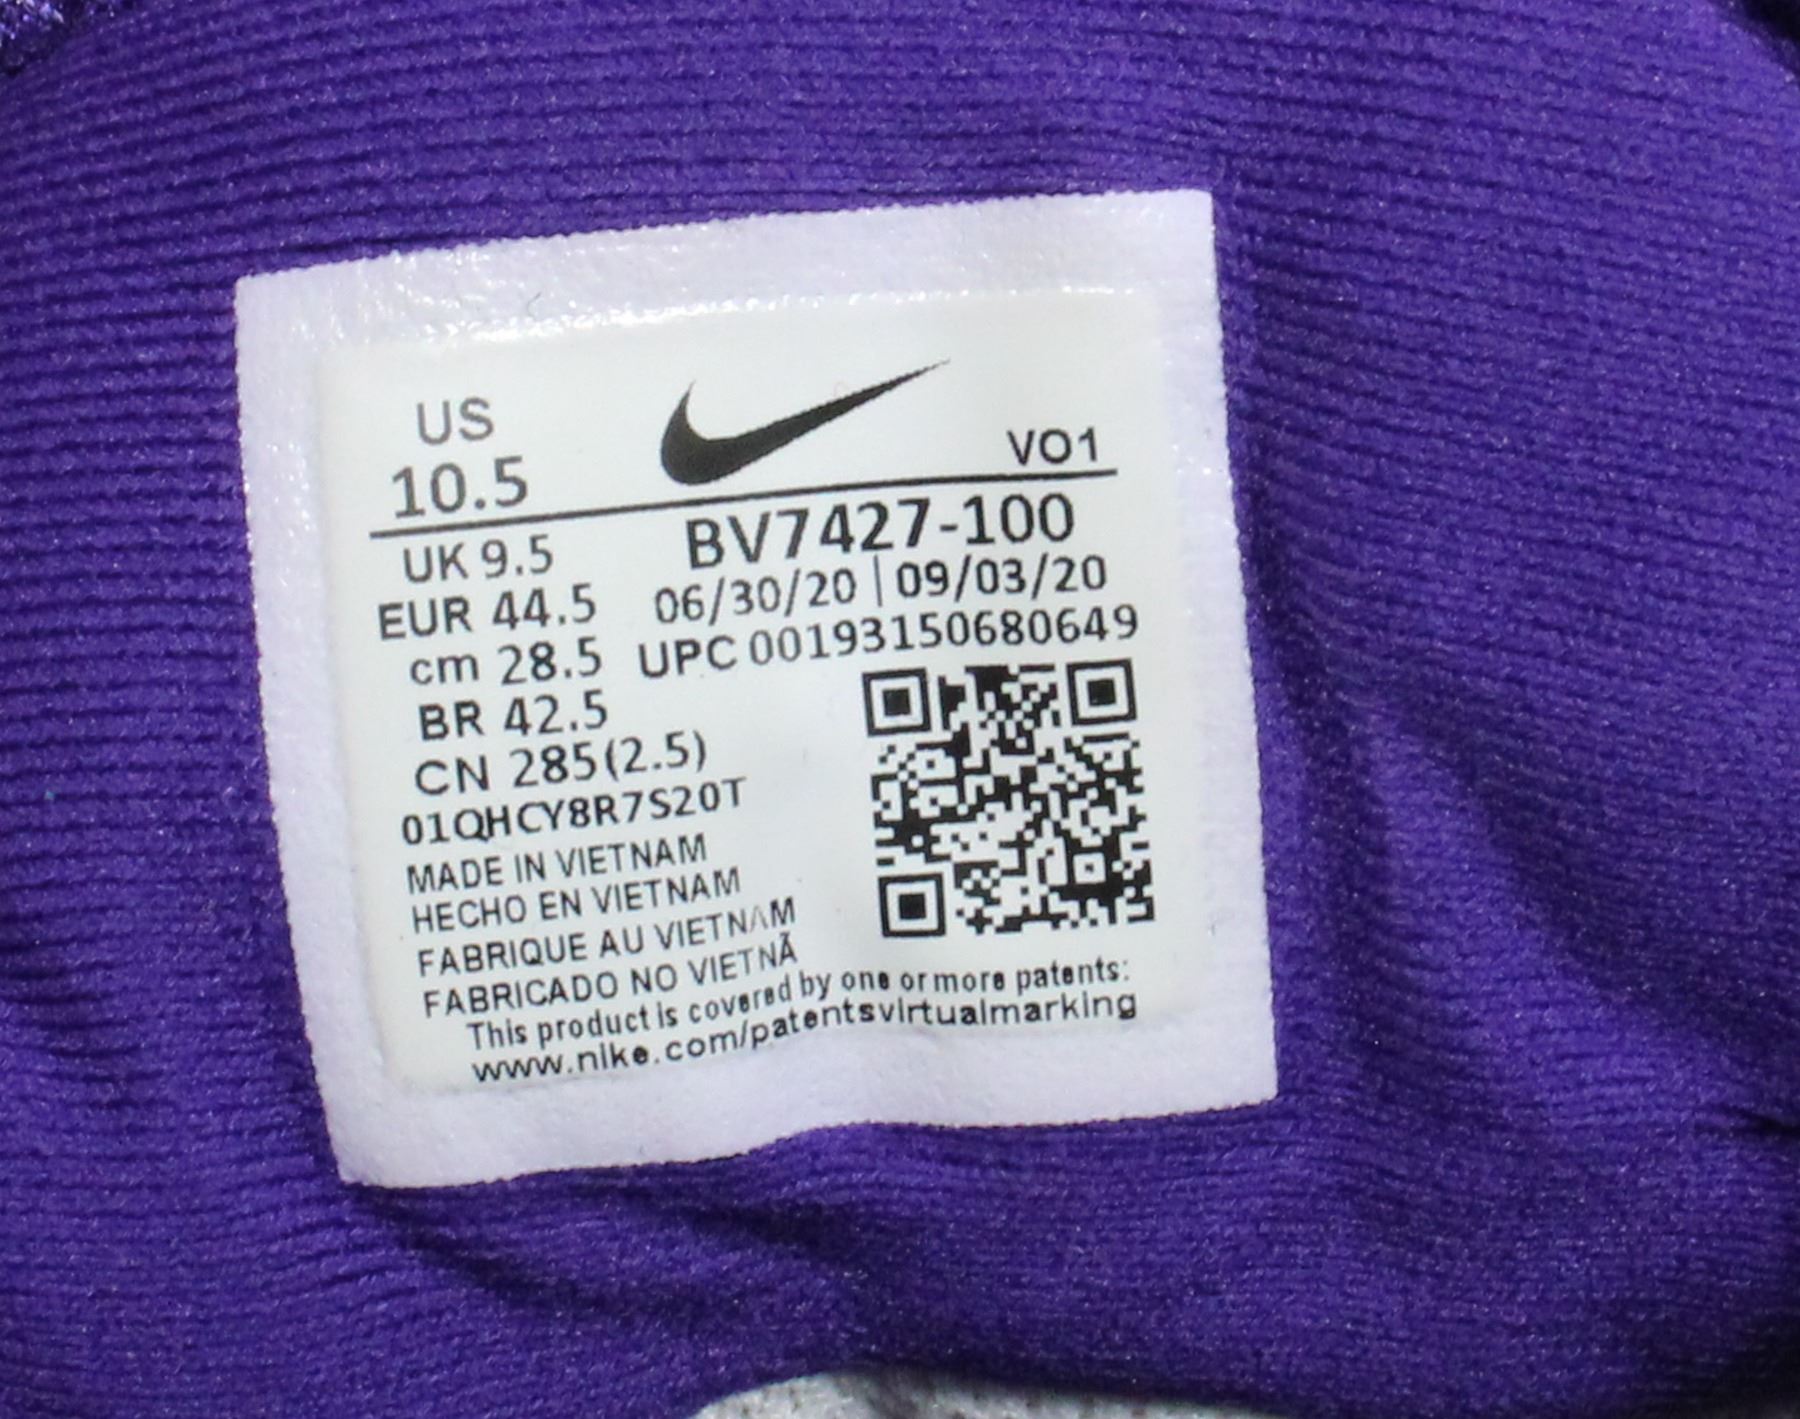 US
10.5
VO1
UK 9.5
EUR 44.5
cm 28.5
BR 42.5
CN 285(2.5)
BV7427-100
06/30/20 | 09/03/20
UPC 00193150680649
01QHCY8R7S20T
MADE IN VIETNAM
HECHO EN VIETNAM
FABRIQUE AU VIETNAM
FABRICADO NO VIETNÃ
This product is covered by one or more patents:
www.nike.com/patentsvirtualmarking